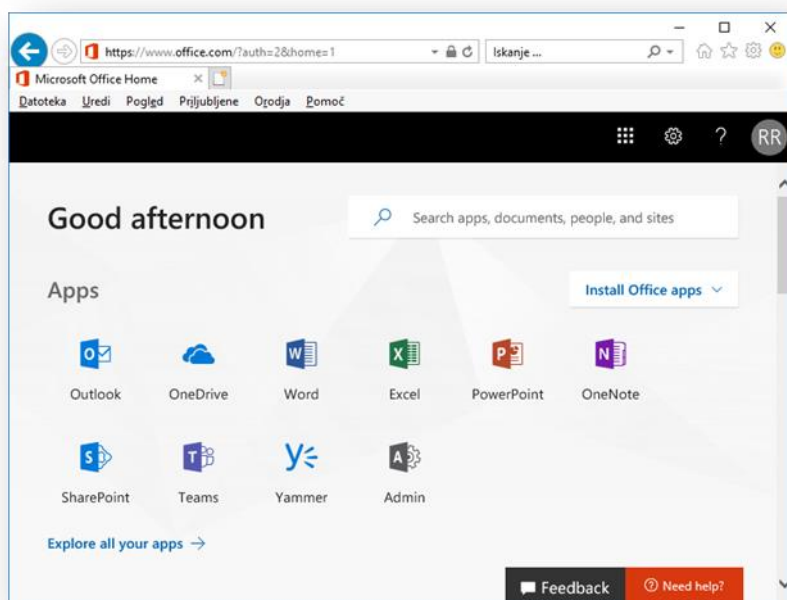 https://www.office.com/?auth=2&home=1
Iskanje ...
Microsoft Office Home
Datoteka Uredi Pogled Priljubljene Orodja Pomoč
? RR
Good afternoon
Search apps, documents, people, and sites
Apps
Install Office apps
Outlook OneDrive Word Excel PowerPoint OneNote
SharePoint Teams Yammer Admin
Explore all your apps →
Feedback
Need help?